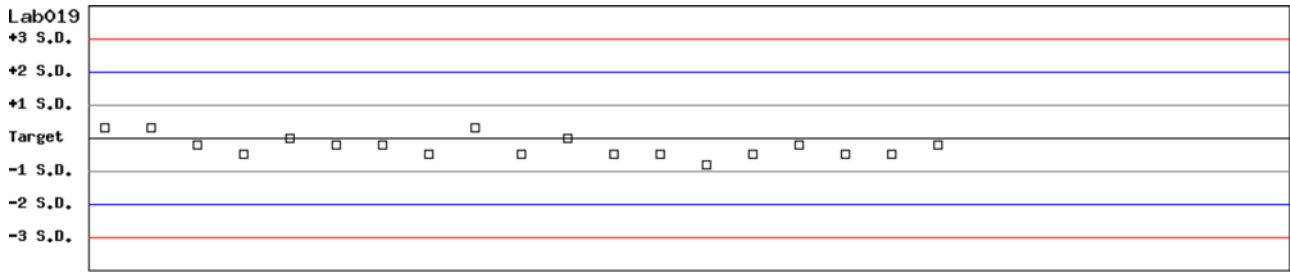 Lab019
+3 S.D.
+2 S.D.
+1 S.D.
Target
-1 S.D.
-2 S.D.
-3 S.D.